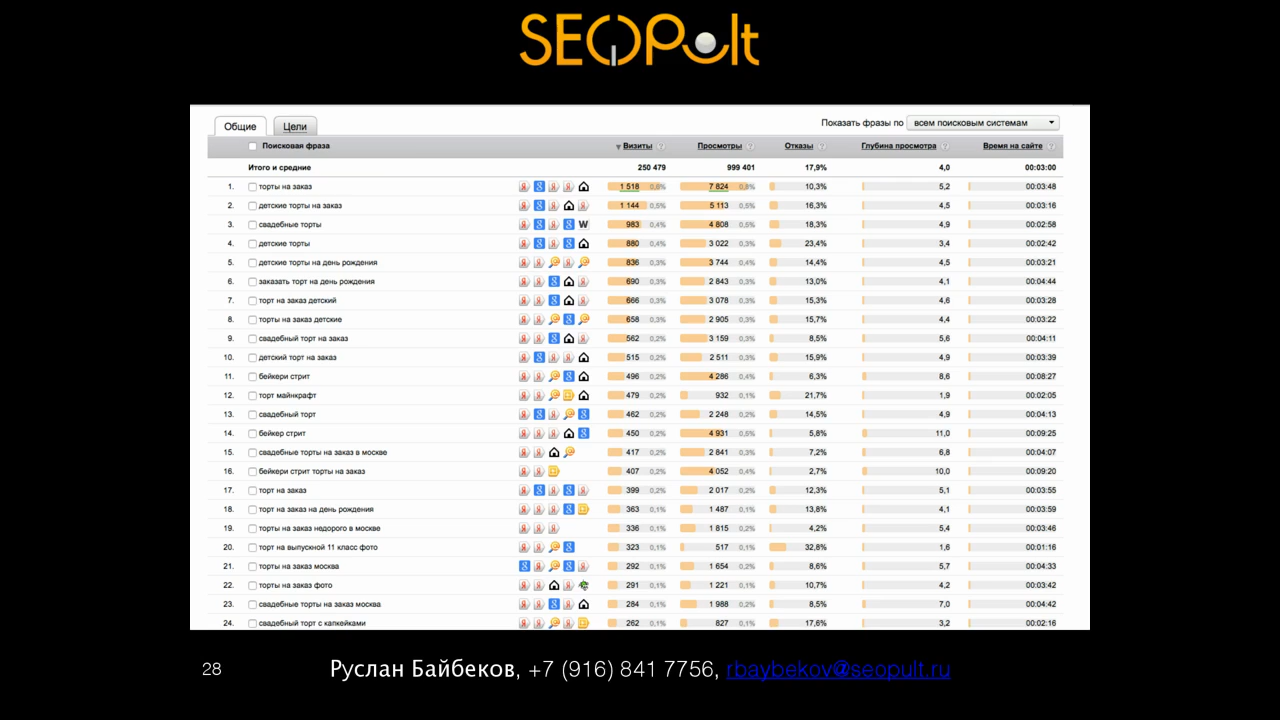 SEOPult
Общие Цели Показать фразы по всем поисковым системам
Поисковая фраза Визиты Просмотры Отказы Глубина просмотра Время на сайте
Итого и средние 250 479 999 401 17,9% 4,0 00:03:00
1. торты на заказ 1 518 0,6% 7 824 0,8% 10,3% 5,2 00:03:48
2. детские торты на заказ 1 144 0,5% 5 113 0,5% 16,3% 4,5 00:03:16
3. свадебные торты W 983 0,4% 4 808 0,5% 18,3% 4,9 00:02:58
4. детские торты 880 0,4% 3 022 0,3% 23,4% 3,4 00:02:42
5. детские торты на день рождения 836 0,3% 3 744 0,4% 14,4% 4,5 00:03:21
6. заказать торт на день рождения 690 0,3% 2 843 0,3% 13,0% 4,1 00:04:44
7. торт на заказ детский 666 0,3% 3 078 0,3% 15,3% 4,6 00:03:28
8. торты на заказ детские 658 0,3% 2 905 0,3% 15,7% 4,4 00:03:22
9. свадебный торт на заказ 562 0,2% 3 159 0,3% 8,5% 5,6 00:04:11
10. детский торт на заказ 515 0,2% 2 511 0,3% 15,9% 4,9 00:03:39
11. бейкери стрит 496 0,2% 4 286 0,4% 6,3% 8,6 00:08:27
12. торт майнкрафт 479 0,2% 932 0,1% 21,7% 1,9 00:02:05
13. свадебный торт 462 0,2% 2 248 0,2% 14,5% 4,9 00:04:13
14. бейкер стрит 450 0,2% 4 931 0,5% 5,8% 11,0 00:09:25
15. свадебные торты на заказ в москве 417 0,2% 2 841 0,3% 7,2% 6,8 00:04:07
16. бейкери стрит торты на заказ 407 0,2% 4 052 0,4% 2,7% 10,0 00:09:20
17. торт на заказ 399 0,2% 2 017 0,2% 12,3% 5,1 00:03:55
18. торт на заказ на день рождения 363 0,1% 1 487 0,1% 13,8% 4,1 00:03:59
19. торты на заказ недорого в москве 336 0,1% 1 815 0,2% 4,2% 5,4 00:03:46
20. торт на выпускной 11 класс фото 323 0,1% 517 0,1% 32,8% 1,6 00:01:16
21. торты на заказ москва 292 0,1% 1 654 0,2% 8,6% 5,7 00:04:33
22. торты на заказ фото 291 0,1% 1 221 0,1% 10,7% 4,2 00:03:42
23. свадебные торты на заказ москва 284 0,1% 1 988 0,2% 8,5% 7,0 00:04:42
24. свадебный торт с капкейками 262 0,1% 827 0,1% 17,6% 3,2 00:02:16
28 Руслан Байбеков, +7 (916) 841 7756, rbaybekov@seopult.ru